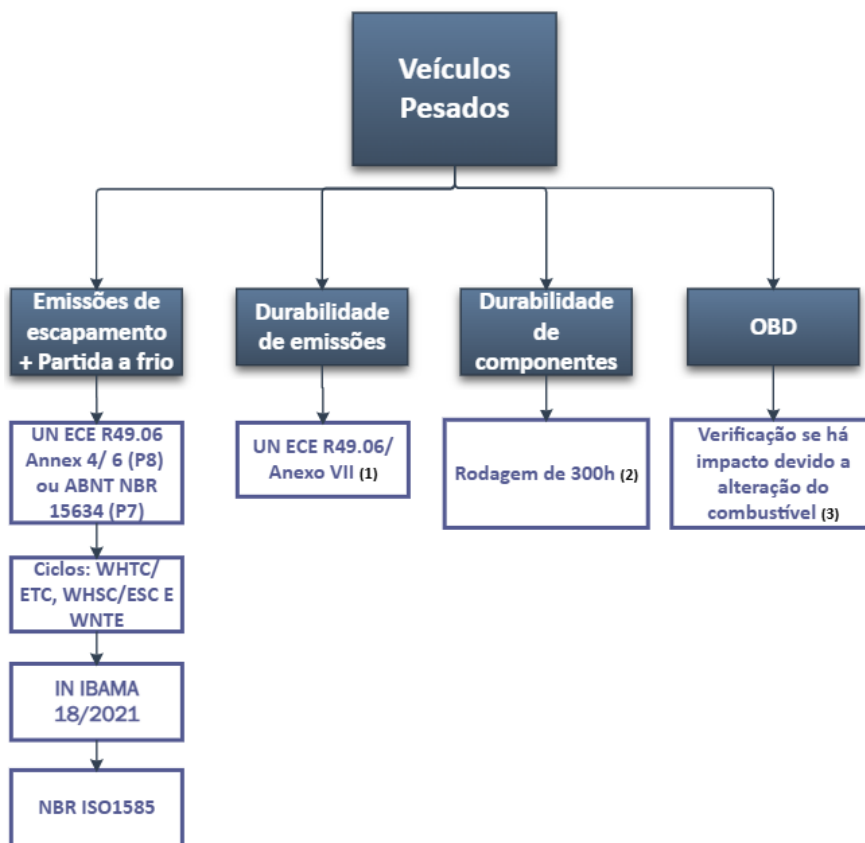 Veículos
Pesados
Emissões de
escapamento
+ Partida a frio
Durabilidade
de emissões
Durabilidade
de
componentes
OBD
UN ECE R49.06
Annex 4/ 6 (P8)
ou ABNT NBR
15634 (P7)
UN ECE R49.06/
Anexo VII (1)
Rodagem de 300h (2)
Verificação se há
impacto devido a
alteração do
combustível (3)
Ciclos: WHTC/
ETC, WHSC/ESC E
WNTE
IN IBAMA
18/2021
NBR ISO1585